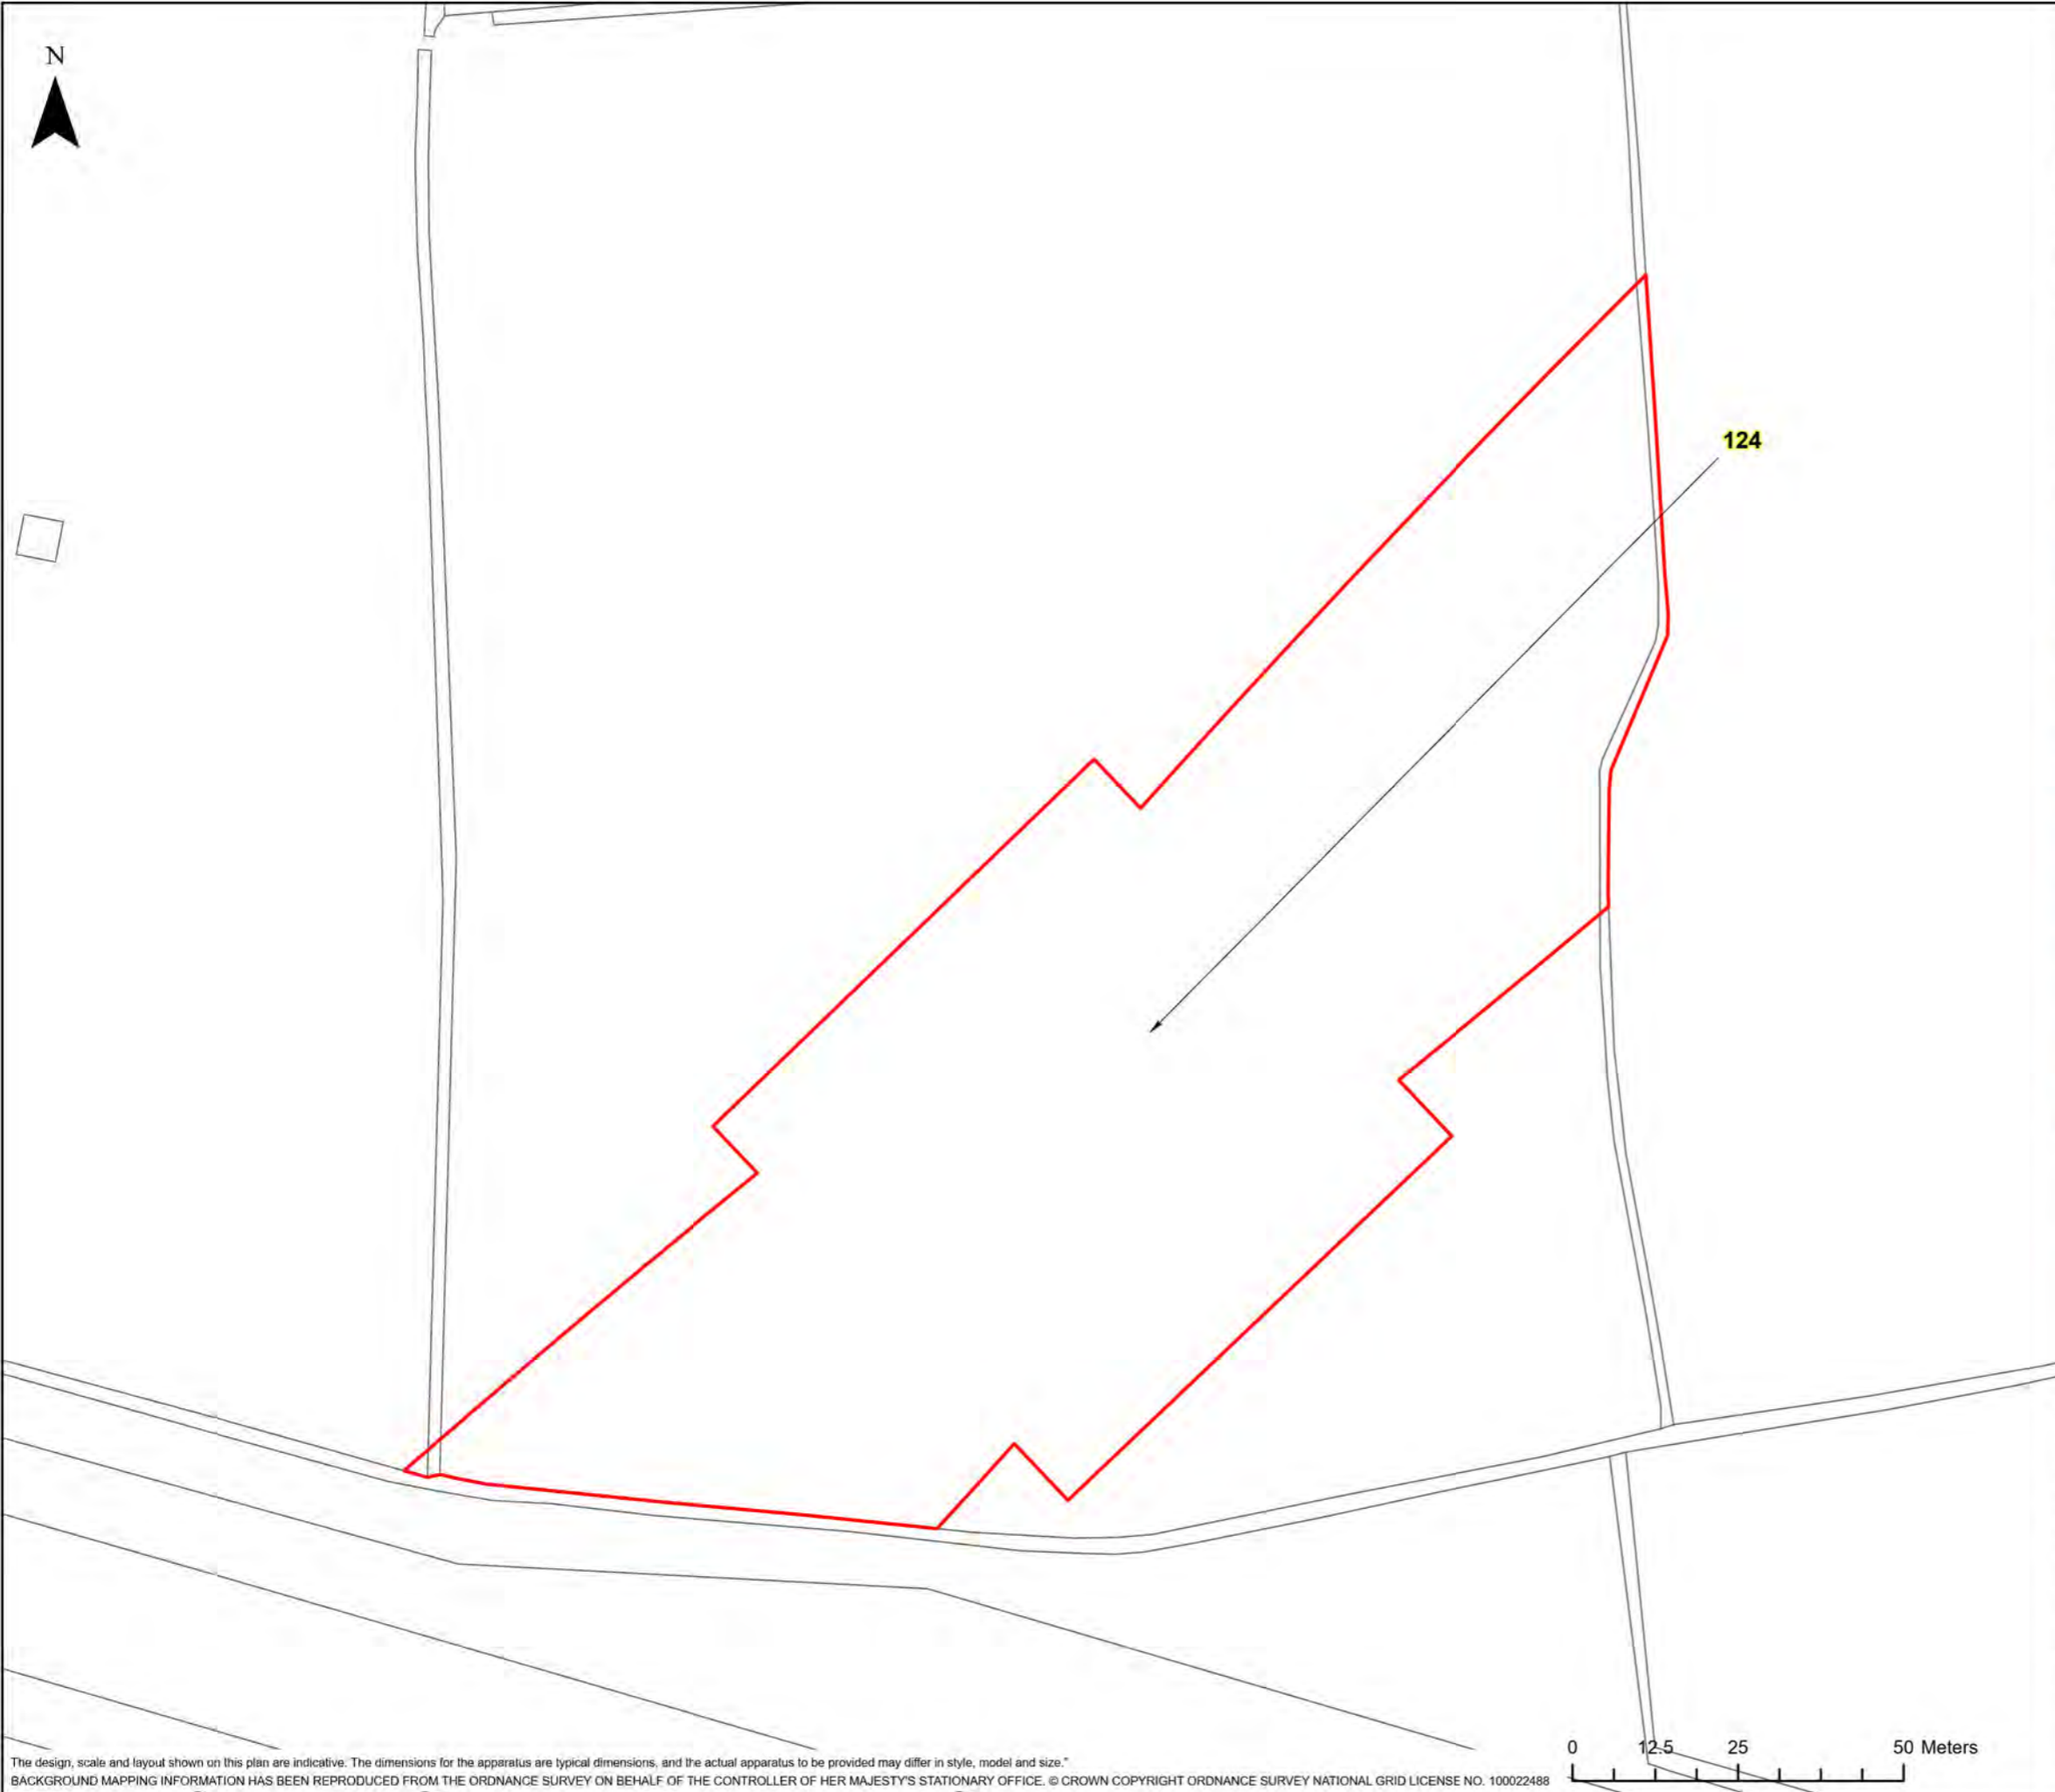 N
124
0 12.5 25 50 Meters
The design, scale and layout shown on this plan are indicative. The dimensions for the apparatus are typical dimensions, and the actual apparatus to be provided may differ in style, model and size."
BACKGROUND MAPPING INFORMATION HAS BEEN REPRODUCED FROM THE ORDNANCE SURVEY ON BEHALF OF THE CONTROLLER OF HER MAJESTY'S STATIONARY OFFICE. © CROWN COPYRIGHT ORDNANCE SURVEY NATIONAL GRID LICENSE NO. 100022488